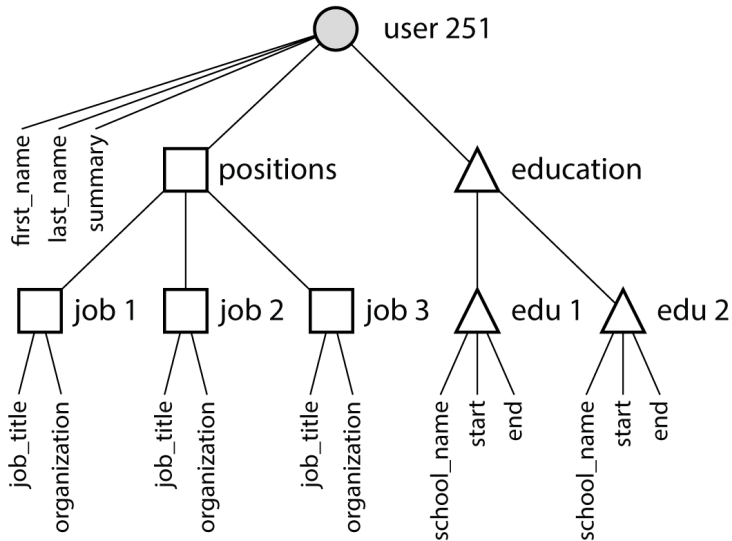 user 251
first_name
last_name
summary
positions
education
job 1
job 2
job 3
edu 1
edu 2
job_title
organization
job_title
organization
job_title
organization
school_name
start
end
school_name
start
end